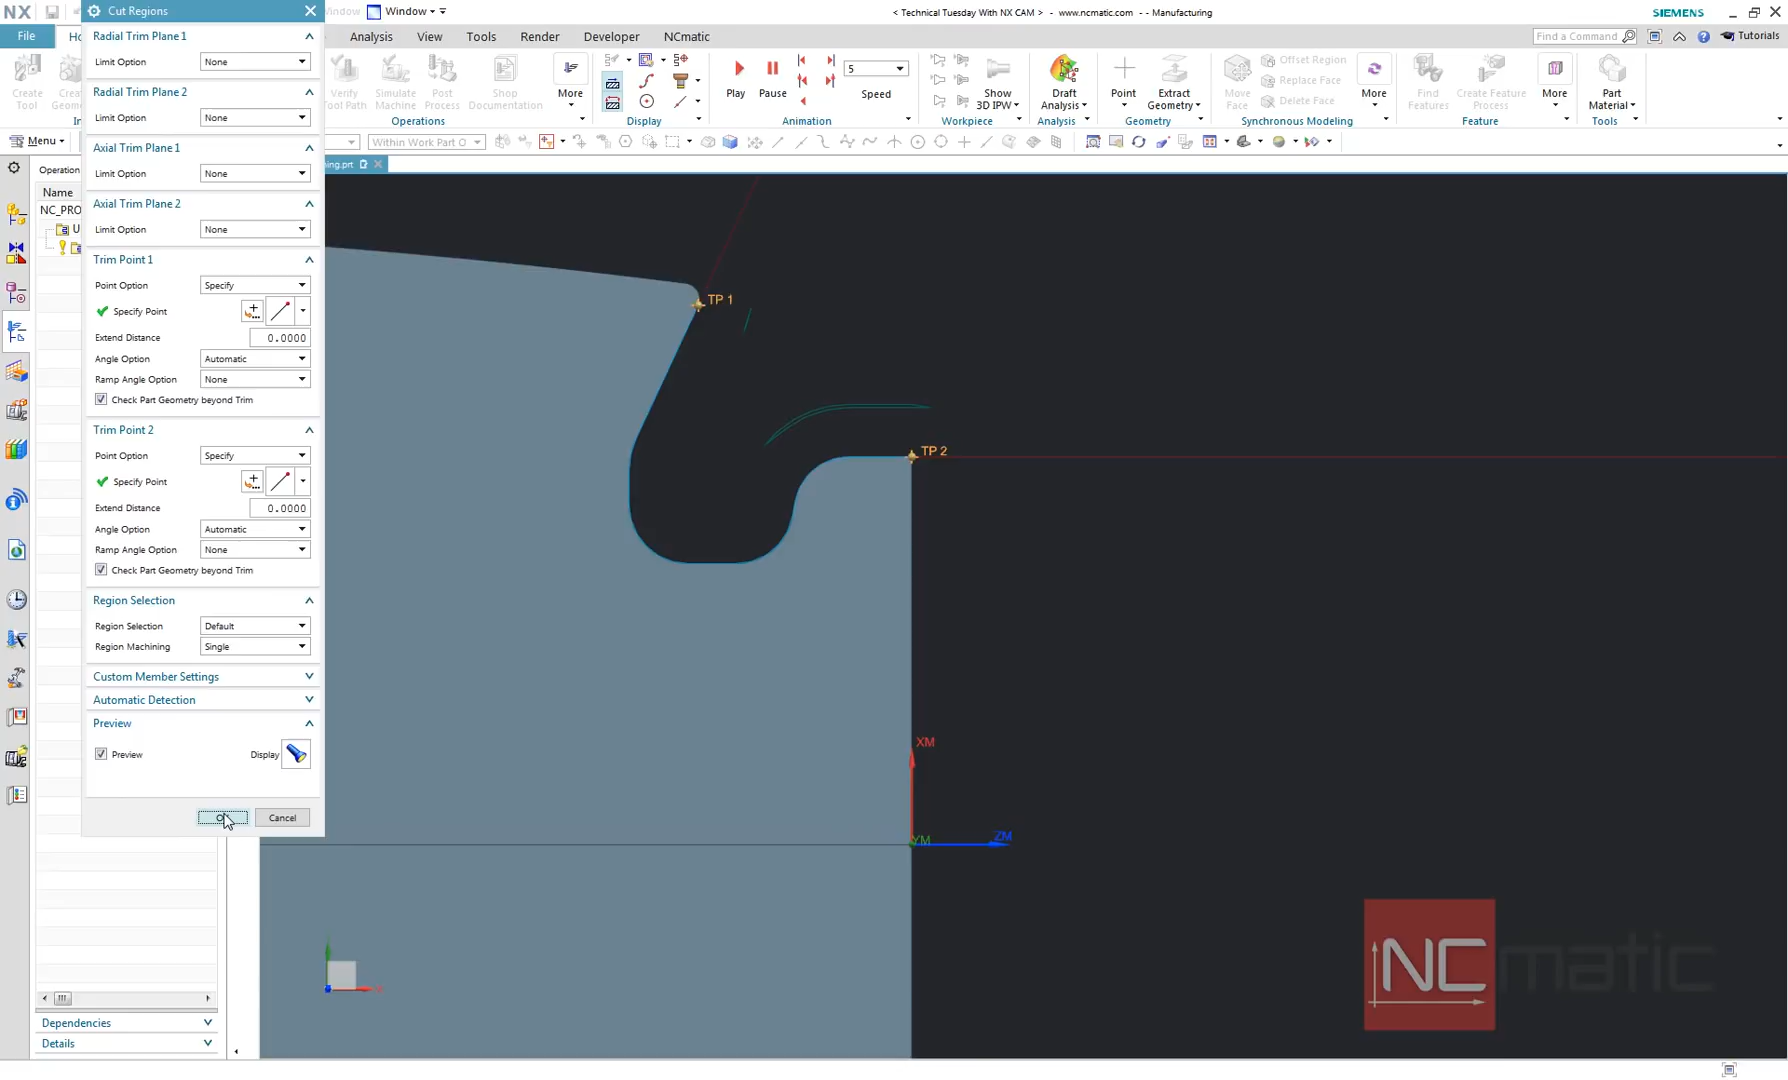 NX
Cut Regions
indow
Window
< Technical Tuesday With NX CAM > - www.ncmatic.com - - Manufacturing
SIEMENS
File
Ho
Analysis
View
Tools
Render
Developer
NCmatic
Find a Command
Tutorials
Create
Tool
Create
Geom
Verify
Tool Path
Simulate
Machine
Post
Process
Shop
Documentation
More
Operations
Display
Play
Pause
5
Speed
Animation
Show
3D IPW
Workpiece
Draft
Analysis
Analysis
Point
Extract
Geometry
Geometry
Move
Face
Offset Region
Replace Face
Delete Face
More
Synchronous Modeling
Find
Features
Create Feature
Process
More
Feature
Part
Material
Tools
Menu
Within Work Part O
ning.prt
Operation
Name
NC_PRO
U
Radial Trim Plane 1
Limit Option
None
Radial Trim Plane 2
Limit Option
None
Axial Trim Plane 1
Limit Option
None
Axial Trim Plane 2
Limit Option
None
Trim Point 1
Point Option
Specify
Specify Point
Extend Distance
0.0000
Angle Option
Automatic
Ramp Angle Option
None
Check Part Geometry beyond Trim
Trim Point 2
Point Option
Specify
Specify Point
Extend Distance
0.0000
Angle Option
Automatic
Ramp Angle Option
None
Check Part Geometry beyond Trim
Region Selection
Region Selection
Default
Region Machining
Single
Custom Member Settings
Automatic Detection
Preview
Preview
Display
Cancel
TP 1
TP 2
XM
YM
ZM
Dependencies
Details
NCmatic